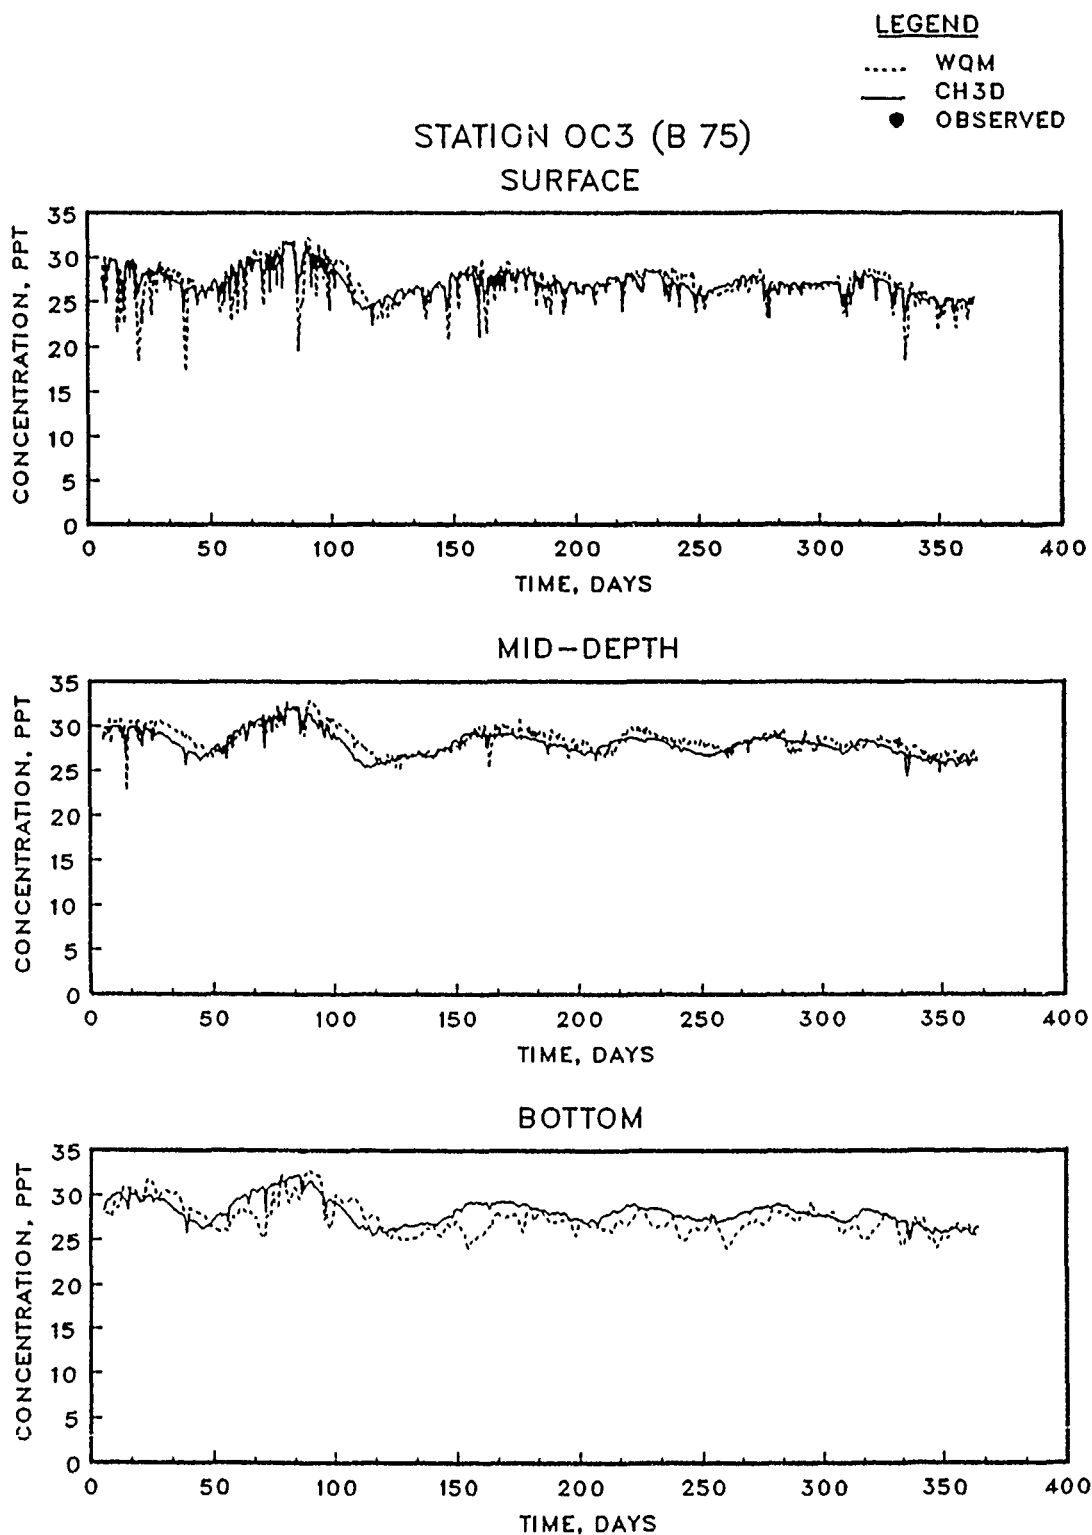 LEGEND
WQM
CH3D
OBSERVED
STATION OC3 (B 75)
SURFACE
CONCENTRATION, PPT
35
30
25
20
15
10
5
0
0 50 100 150 200 250 300 350 400
TIME, DAYS
MID-DEPTH
CONCENTRATION, PPT
35
30
25
20
15
10
5
0
0 50 100 150 200 250 300 350 400
TIME, DAYS
BOTTOM
CONCENTRATION, PPT
35
30
25
20
15
10
5
0
0 50 100 150 200 250 300 350 400
TIME, DAYS